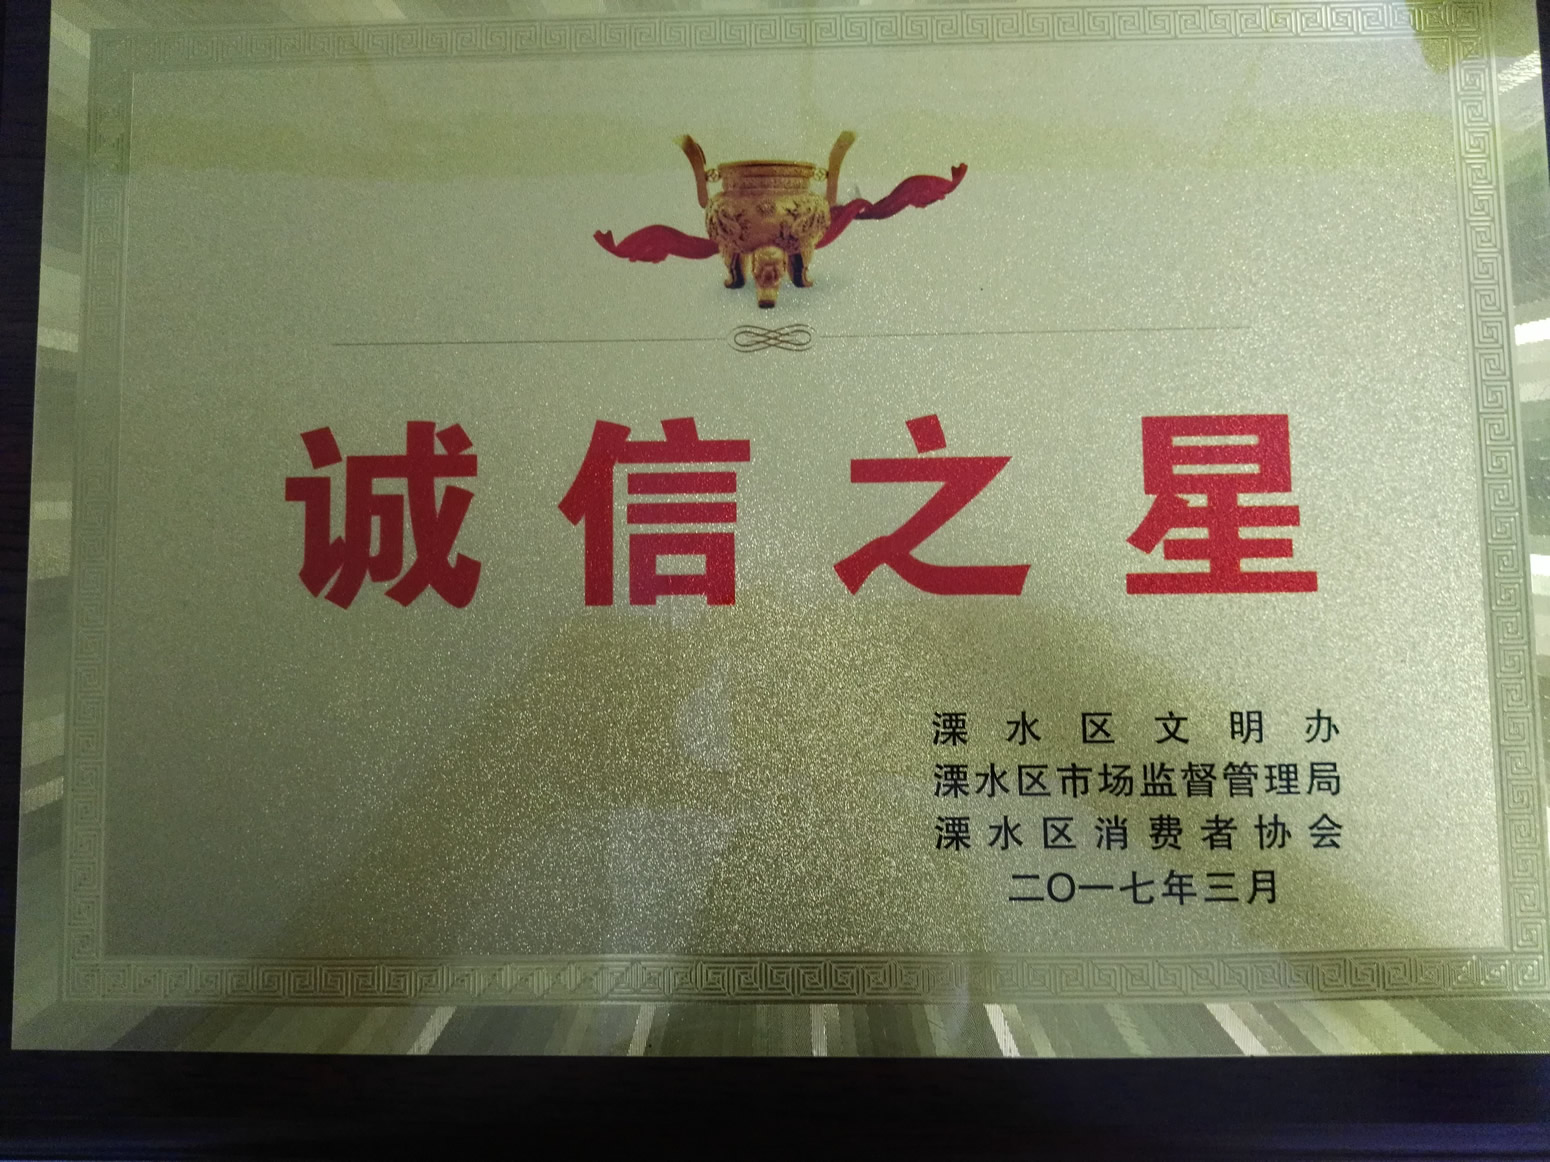 诚信之星
溧水区文明办
溧水区市场监督管理局
溧水区消费者协会
二〇一七年三月